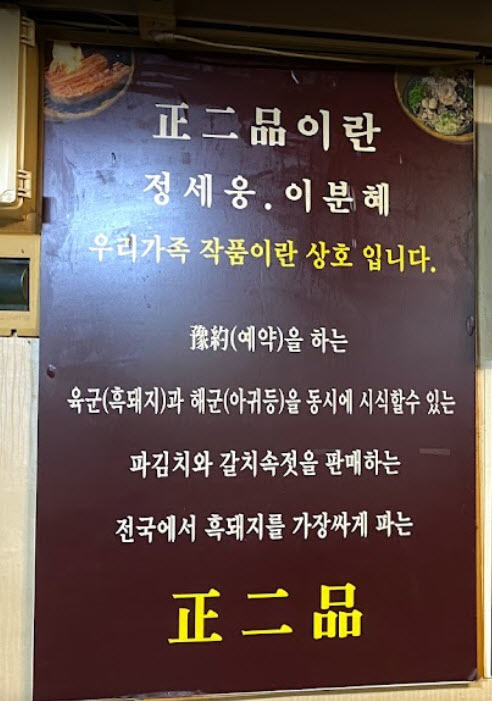 正二品이란
정세웅.이분혜
우리가족 작품이란 상호 입니다.
豫約(예약)을 하는
육군(흑돼지)과 해군(아귀등)을 동시에 시식할수 있는
파김치와 갈치속젓을 판매하는
전국에서 흑돼지를 가장싸게 파는
正二品